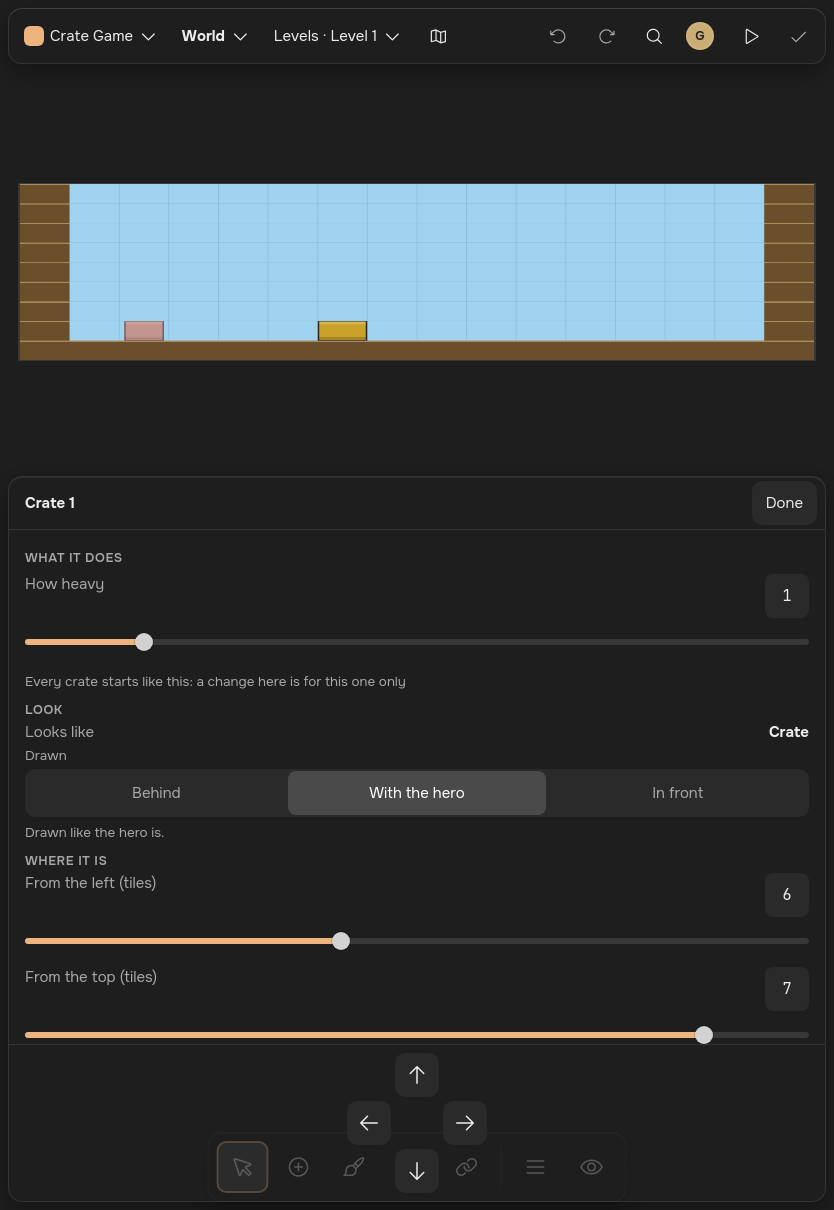 Crate Game
World
Levels · Level 1
G
Crate 1
Done
WHAT IT DOES
How heavy
1
Every crate starts like this: a change here is for this one only
LOOK
Looks like
Crate
Drawn
Behind
With the hero
In front
Drawn like the hero is.
WHERE IT IS
From the left (tiles)
6
From the top (tiles)
7